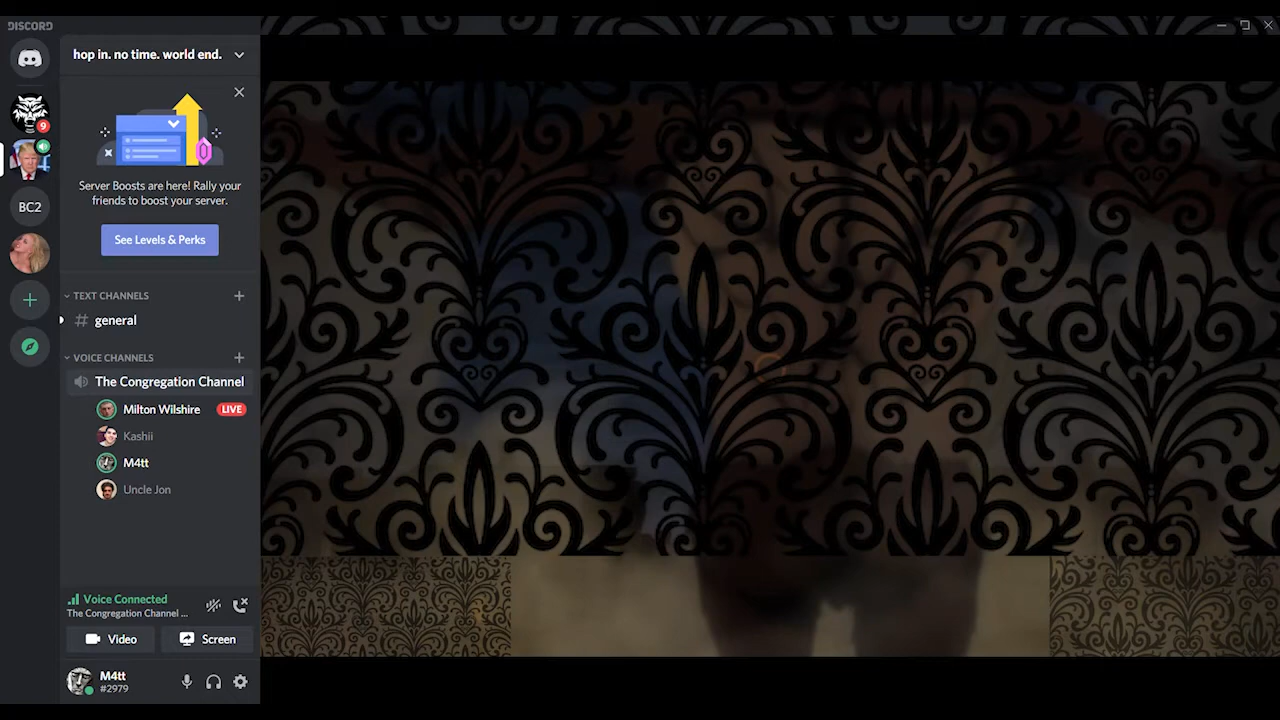 DISCORD
hop in. no time. world end.
9
BC2
Server Boosts are here! Rally your
friends to boost your server.
See Levels & Perks
TEXT CHANNELS
# general
VOICE CHANNELS
The Congregation Channel
Milton Wilshire LIVE
Kashii
M4tt
Uncle Jon
Voice Connected
The Congregation Channel ...
Video Screen
M4tt
#2979